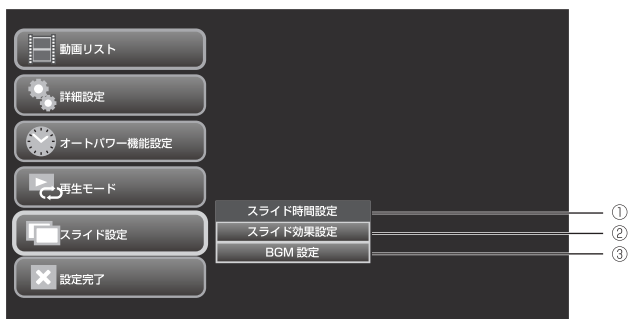 動画リスト
詳細設定
オートパワー機能設定
再生モード
スライド時間設定 ①
スライド設定 スライド効果設定 ②
BGM 設定 ③
設定完了